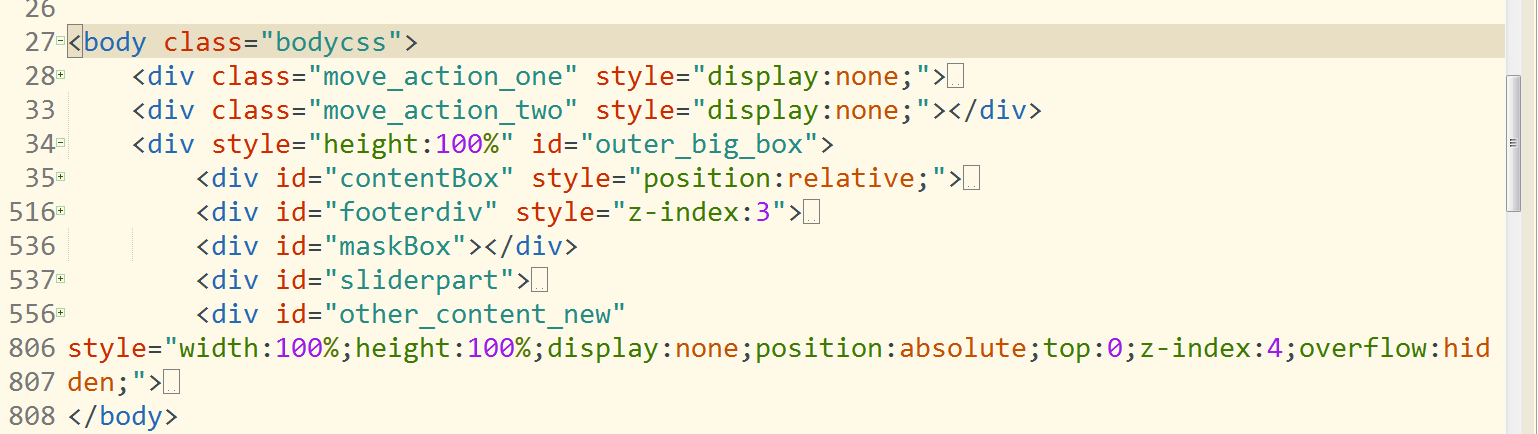 26
27 <body class="bodycss">
28     <div class="move_action_one" style="display:none;">
33     <div class="move_action_two" style="display:none;"></div>
34     <div style="height:100%" id="outer_big_box">
35         <div id="contentBox" style="position:relative;">
516         <div id="footerdiv" style="z-index:3">
536         <div id="maskBox"></div>
537         <div id="sliderpart">
556         <div id="other_content_new"
806 style="width:100%;height:100%;display:none;position:absolute;top:0;z-index:4;overflow:hid
807 den;">
808 </body>